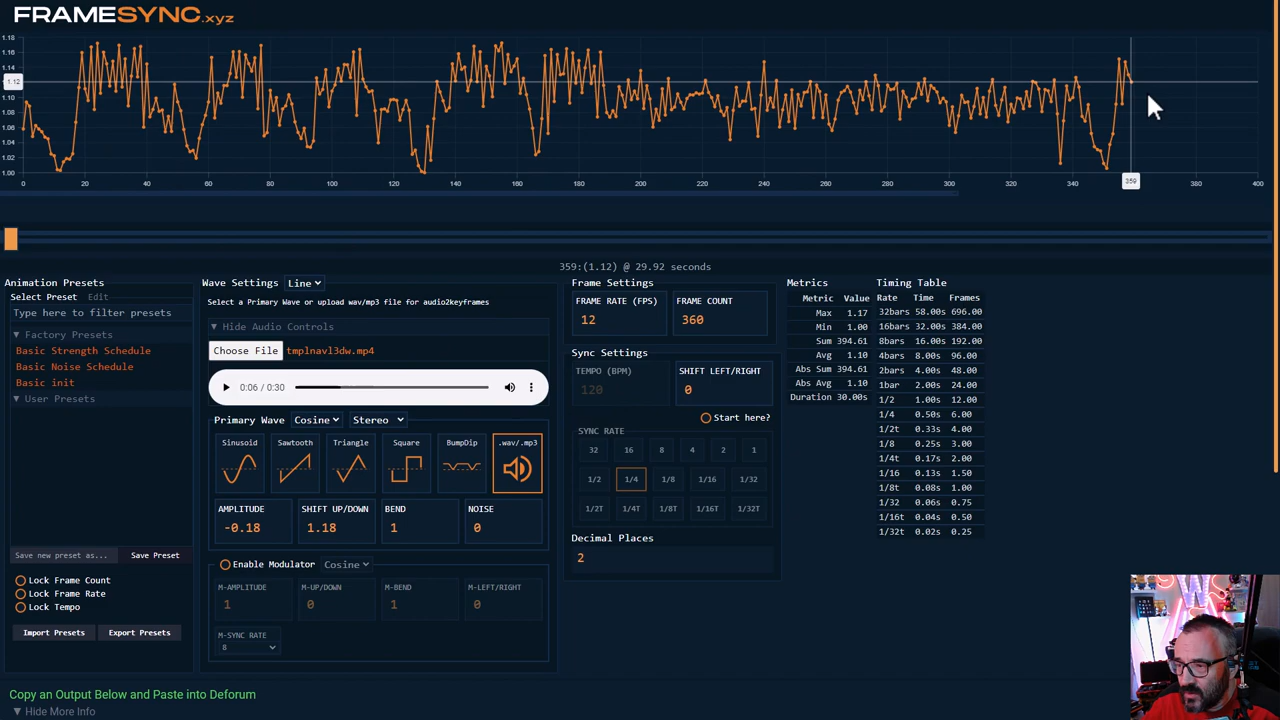 FRAMESYNC.xyz
1.18
1.16
1.14
1.12
1.10
1.08
1.06
1.04
1.02
1.00
0 20 40 60 80 100 120 140 160 180 200 220 240 260 280 300 320 340 359 380 400
359:(1.12) @ 29.92 seconds
Animation Presets
Select Preset Edit
Type here to filter presets
▼ Factory Presets
Basic Strength Schedule
Basic Noise Schedule
Basic init
▼ User Presets
Save new preset as... Save Preset
Lock Frame Count
Lock Frame Rate
Lock Tempo
Import Presets Export Presets
Wave Settings Line
Select a Primary Wave or upload wav/mp3 file for audio2keyframes
▼ Hide Audio Controls
Choose File tmplnavl3dw.mp4
0:06 / 0:30
Primary Wave Cosine Stereo
Sinusoid Sawtooth Triangle Square BumpDip .wav/.mp3
AMPLITUDE SHIFT UP/DOWN BEND NOISE
-0.18 1.18 1 0
Enable Modulator Cosine
M-AMPLITUDE M-UP/DOWN M-BEND M-LEFT/RIGHT
1 0 1 0
M-SYNC RATE
8
Frame Settings
FRAME RATE (FPS) FRAME COUNT
12 360
Sync Settings
TEMPO (BPM) SHIFT LEFT/RIGHT
120 0
Start here?
SYNC RATE
32 16 8 4 2 1
1/2 1/4 1/8 1/16 1/32
1/2T 1/4T 1/8T 1/16T 1/32T
Decimal Places
2
Metrics
Metric Value
Max 1.17
Min 1.00
Sum 394.61
Avg 1.10
Abs Sum 394.61
Abs Avg 1.10
Duration 30.00s
Timing Table
Rate Time Frames
32bars 58.00s 696.00
16bars 32.00s 384.00
8bars 16.00s 192.00
4bars 8.00s 96.00
2bars 4.00s 48.00
1bar 2.00s 24.00
1/2 1.00s 12.00
1/4 0.50s 6.00
1/2t 0.33s 4.00
1/8 0.25s 3.00
1/4t 0.17s 2.00
1/16 0.13s 1.50
1/8t 0.08s 1.00
1/32 0.06s 0.75
1/16t 0.04s 0.50
1/32t 0.02s 0.25
Copy an Output Below and Paste into Deforum
▼ Hide More Info